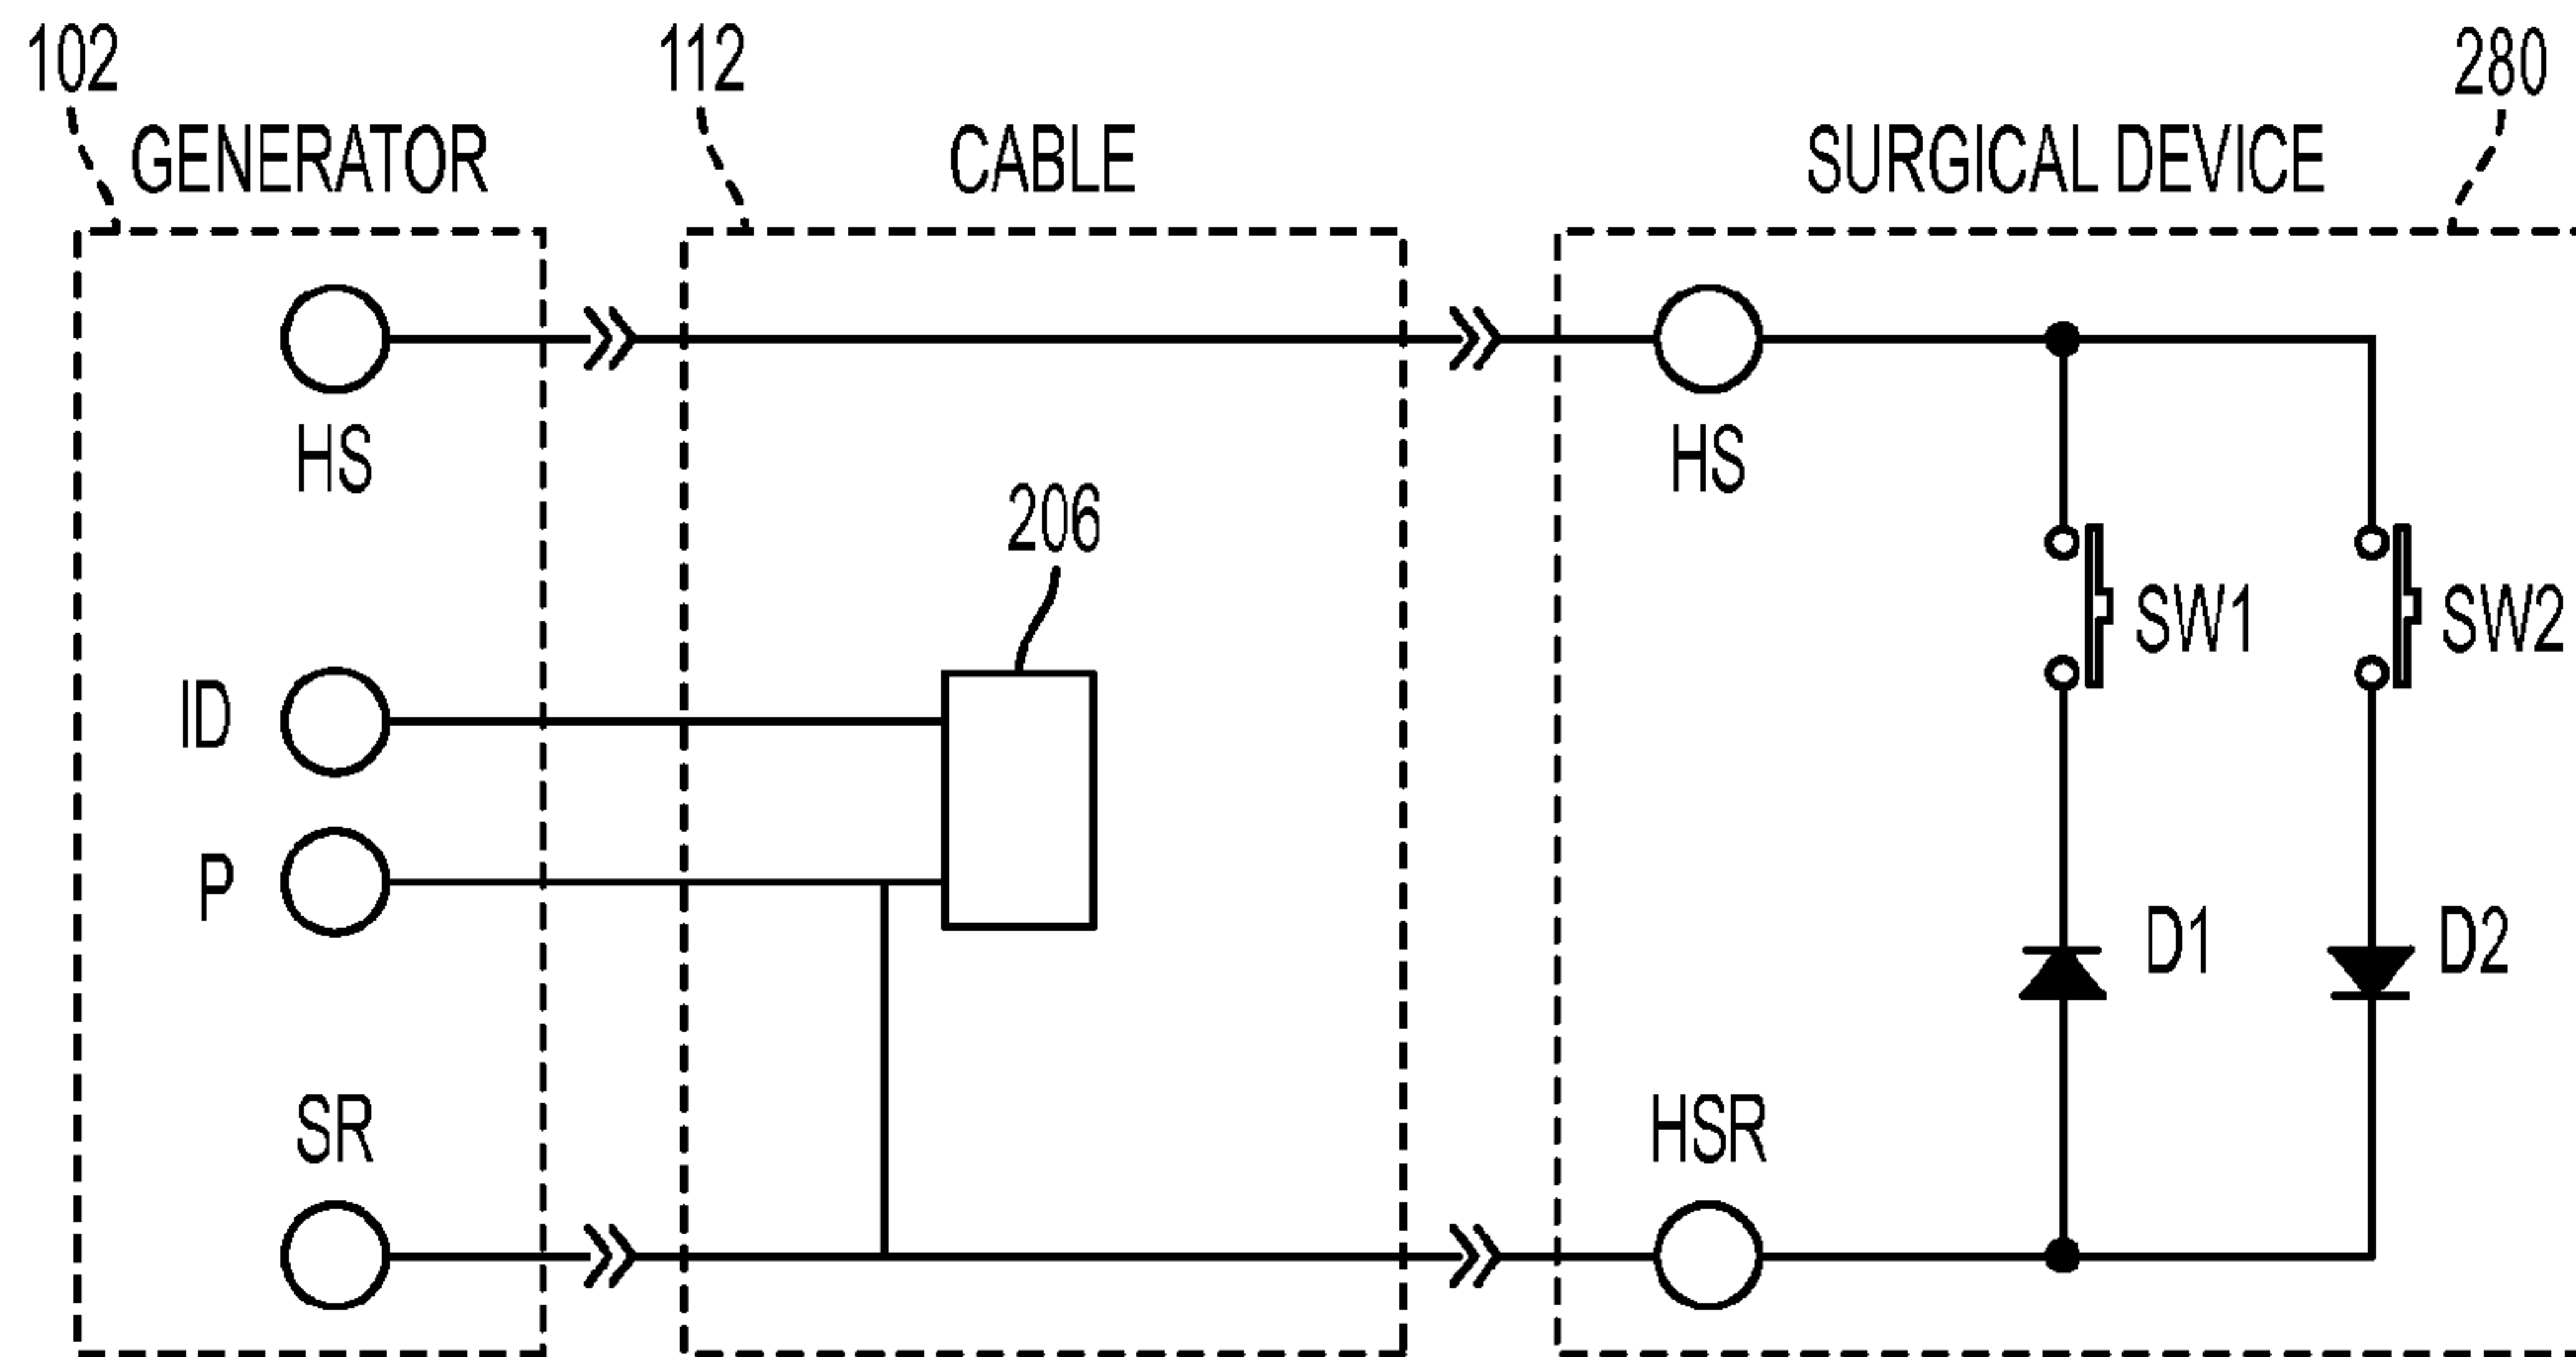 102
112
280
GENERATOR
CABLE
SURGICAL DEVICE
HS
HS
206
SW1
SW2
ID
P
D1
D2
SR
HSR